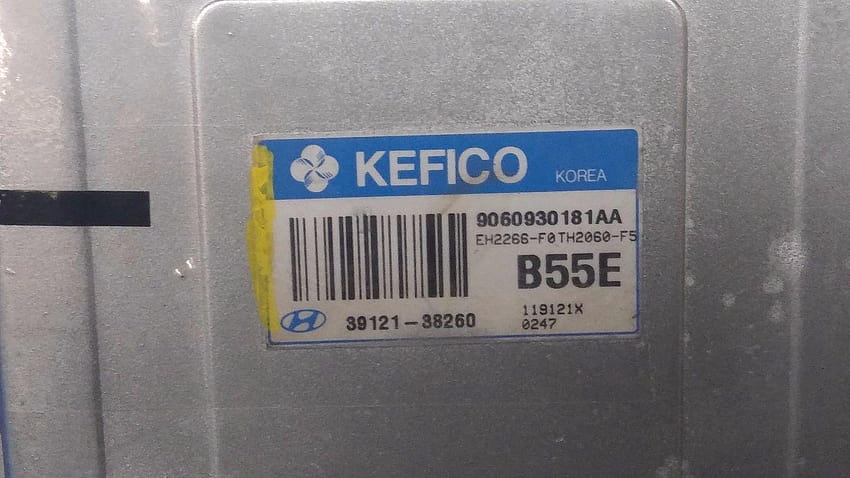 KEFICO KOREA
9060930181AA
EH2266-F0TH2060-F5
B55E
39121-38260
119121X
0247